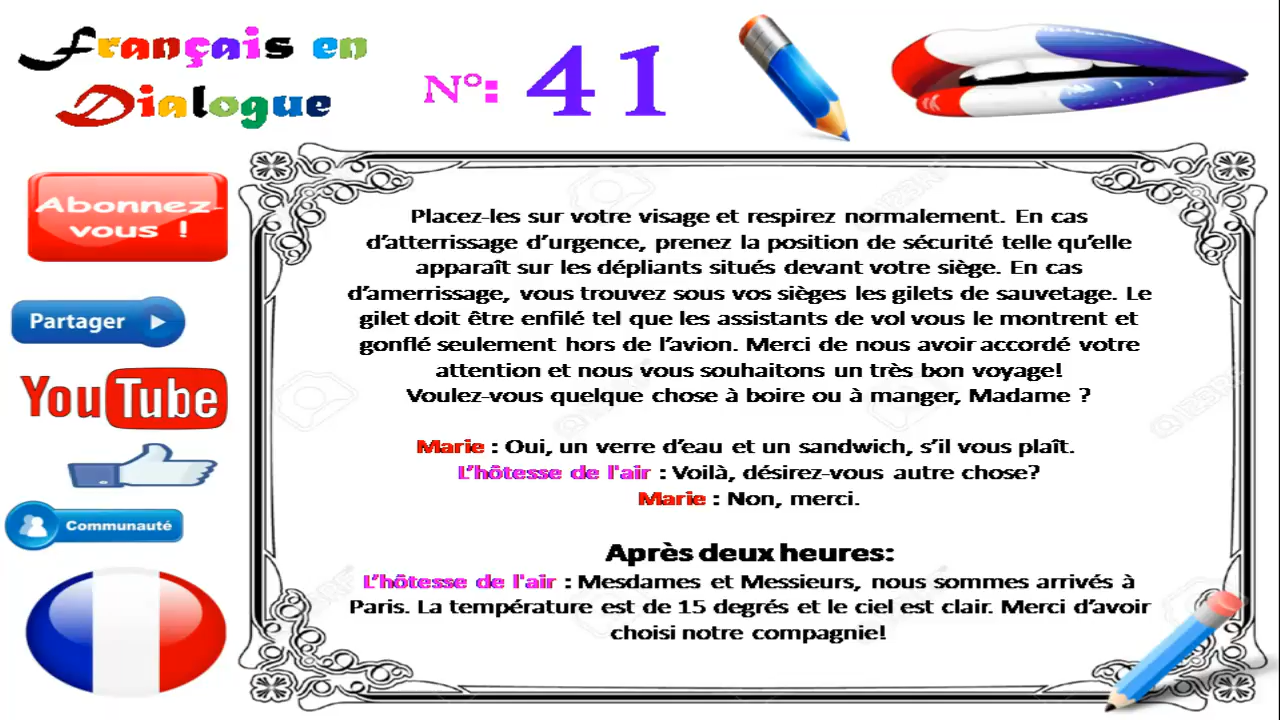 Français en
Dialogue
N°: 41
Abonnez-
vous !
Partager
YouTube
Communauté
Placez-les sur votre visage et respirez normalement. En cas
d’atterrissage d’urgence, prenez la position de sécurité telle qu’elle
apparaît sur les dépliants situés devant votre siège. En cas
d’amerrissage, vous trouvez sous vos sièges les gilets de sauvetage. Le
gilet doit être enfilé tel que les assistants de vol vous le montrent et
gonflé seulement hors de l’avion. Merci de nous avoir accordé votre
attention et nous vous souhaitons un très bon voyage!
Voulez-vous quelque chose à boire ou à manger, Madame ?
Marie : Oui, un verre d’eau et un sandwich, s’il vous plaît.
L’hôtesse de l'air : Voilà, désirez-vous autre chose?
Marie : Non, merci.
Après deux heures:
L’hôtesse de l'air : Mesdames et Messieurs, nous sommes arrivés à
Paris. La température est de 15 degrés et le ciel est clair. Merci d’avoir
choisi notre compagnie!